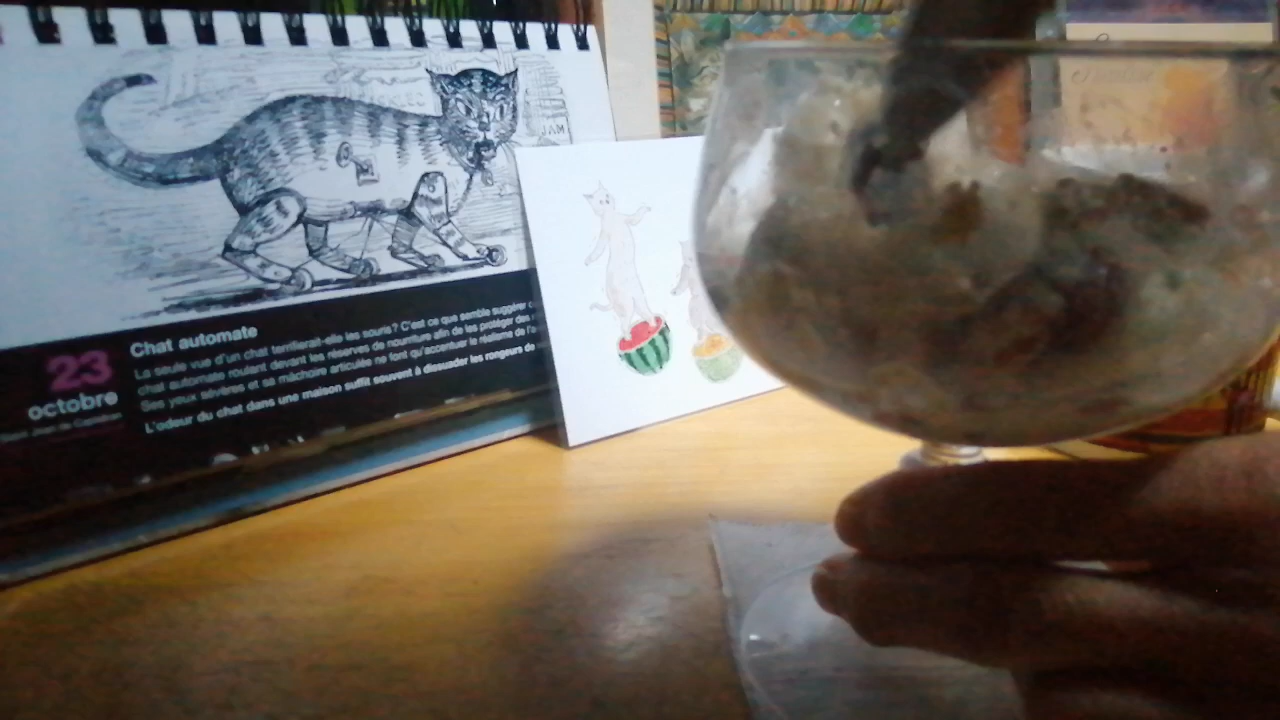 JAM
23
octobre
Chat automate
La seule vue d'un chat terrifierait-elle les souris? C'est ce que semble suggérer
chat automate roulant devant les réserves de nourriture afin de les protéger des
Ses yeux sévères et sa mâchoire articulée ne font qu'accentuer le réalisme de
L'odeur du chat dans une maison suffit souvent à dissuader les rongeurs de